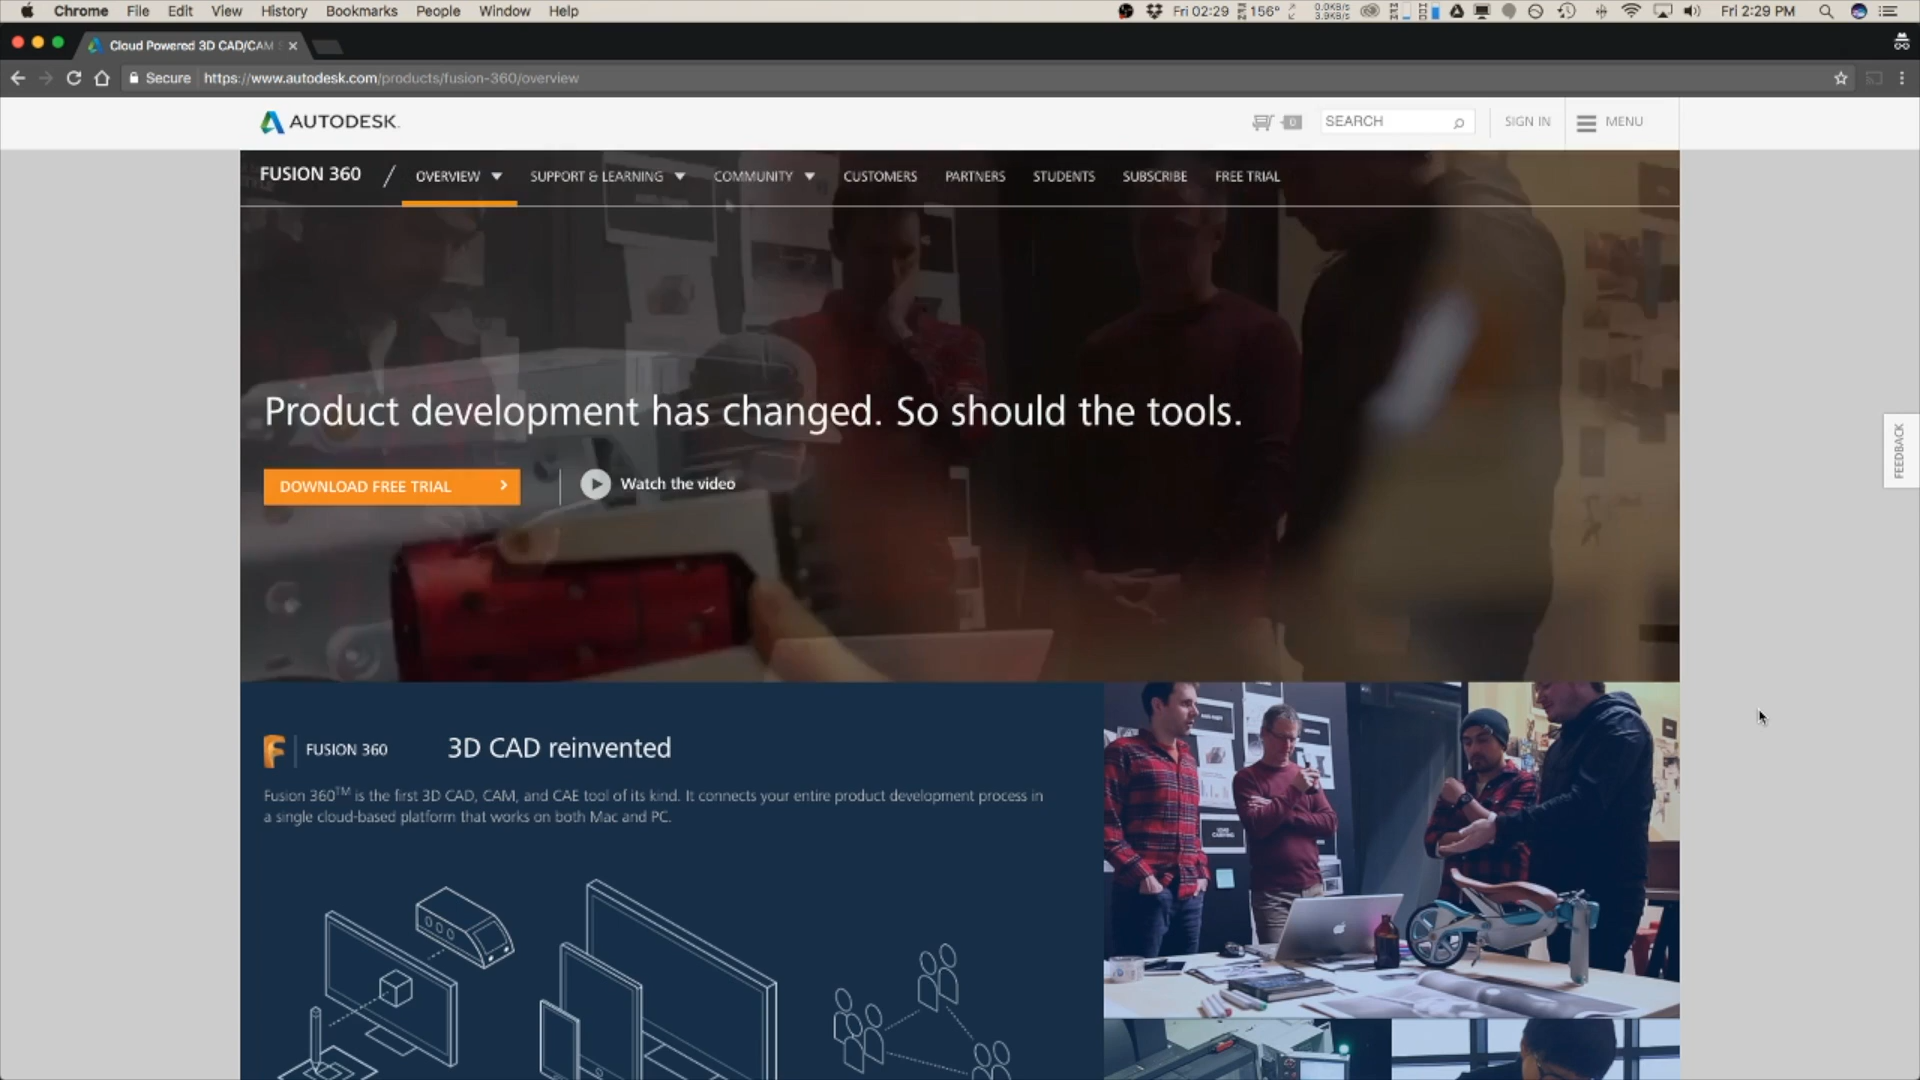 Chrome File Edit View History Bookmarks People Window Help Fri 02:29 156° 0.0KB/s 3.9KB/s Fri 2:29 PM
Cloud Powered 3D CAD/CAM
Secure https://www.autodesk.com/products/fusion-360/overview
AUTODESK. 0 SEARCH SIGN IN MENU
FUSION 360 / OVERVIEW SUPPORT & LEARNING COMMUNITY CUSTOMERS PARTNERS STUDENTS SUBSCRIBE FREE TRIAL
Product development has changed. So should the tools.
DOWNLOAD FREE TRIAL Watch the video
FEEDBACK
FUSION 360 3D CAD reinvented
Fusion 360TM is the first 3D CAD, CAM, and CAE tool of its kind. It connects your entire product development process in
a single cloud-based platform that works on both Mac and PC.